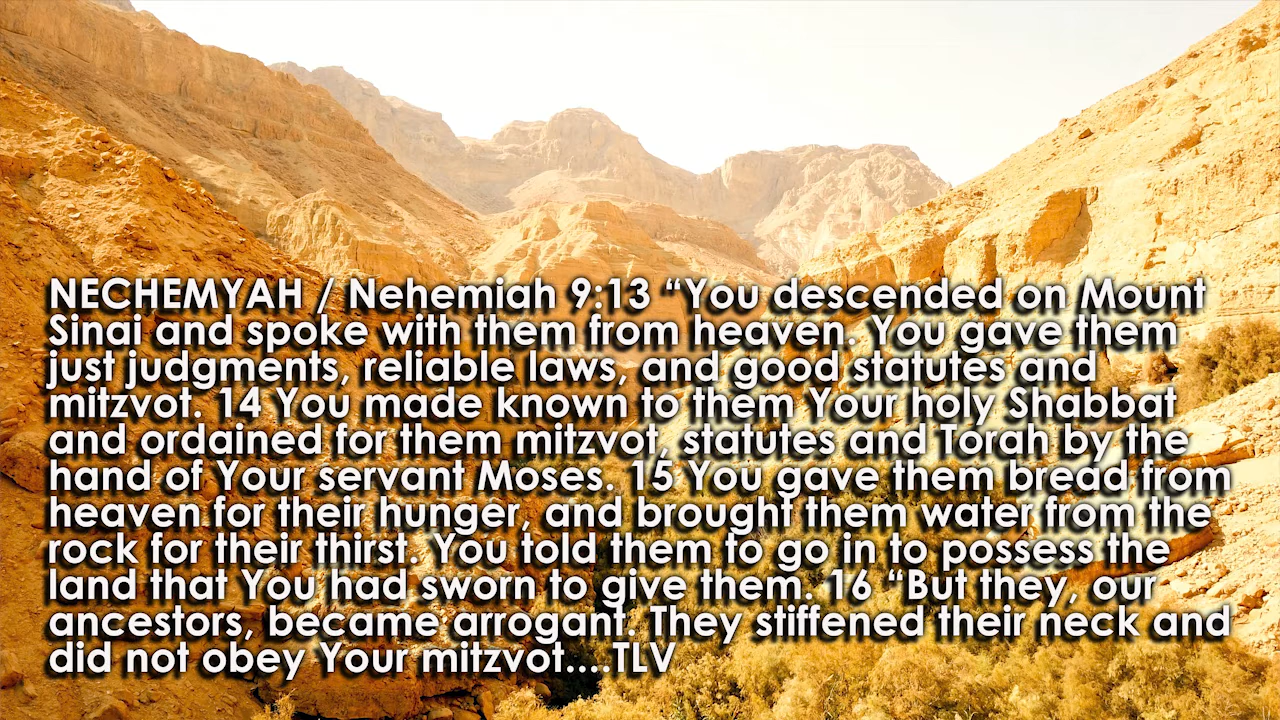 NECHEMYAH / Nehemiah 9:13 “You descended on Mount
Sinai and spoke with them from heaven. You gave them
just judgments, reliable laws, and good statutes and
mitzvot. 14 You made known to them Your holy Shabbat
and ordained for them mitzvot, statutes and Torah by the
hand of Your servant Moses. 15 You gave them bread from
heaven for their hunger, and brought them water from the
rock for their thirst. You told them to go in to possess the
land that You had sworn to give them. 16 “But they, our
ancestors, became arrogant. They stiffened their neck and
did not obey Your mitzvot....TLV